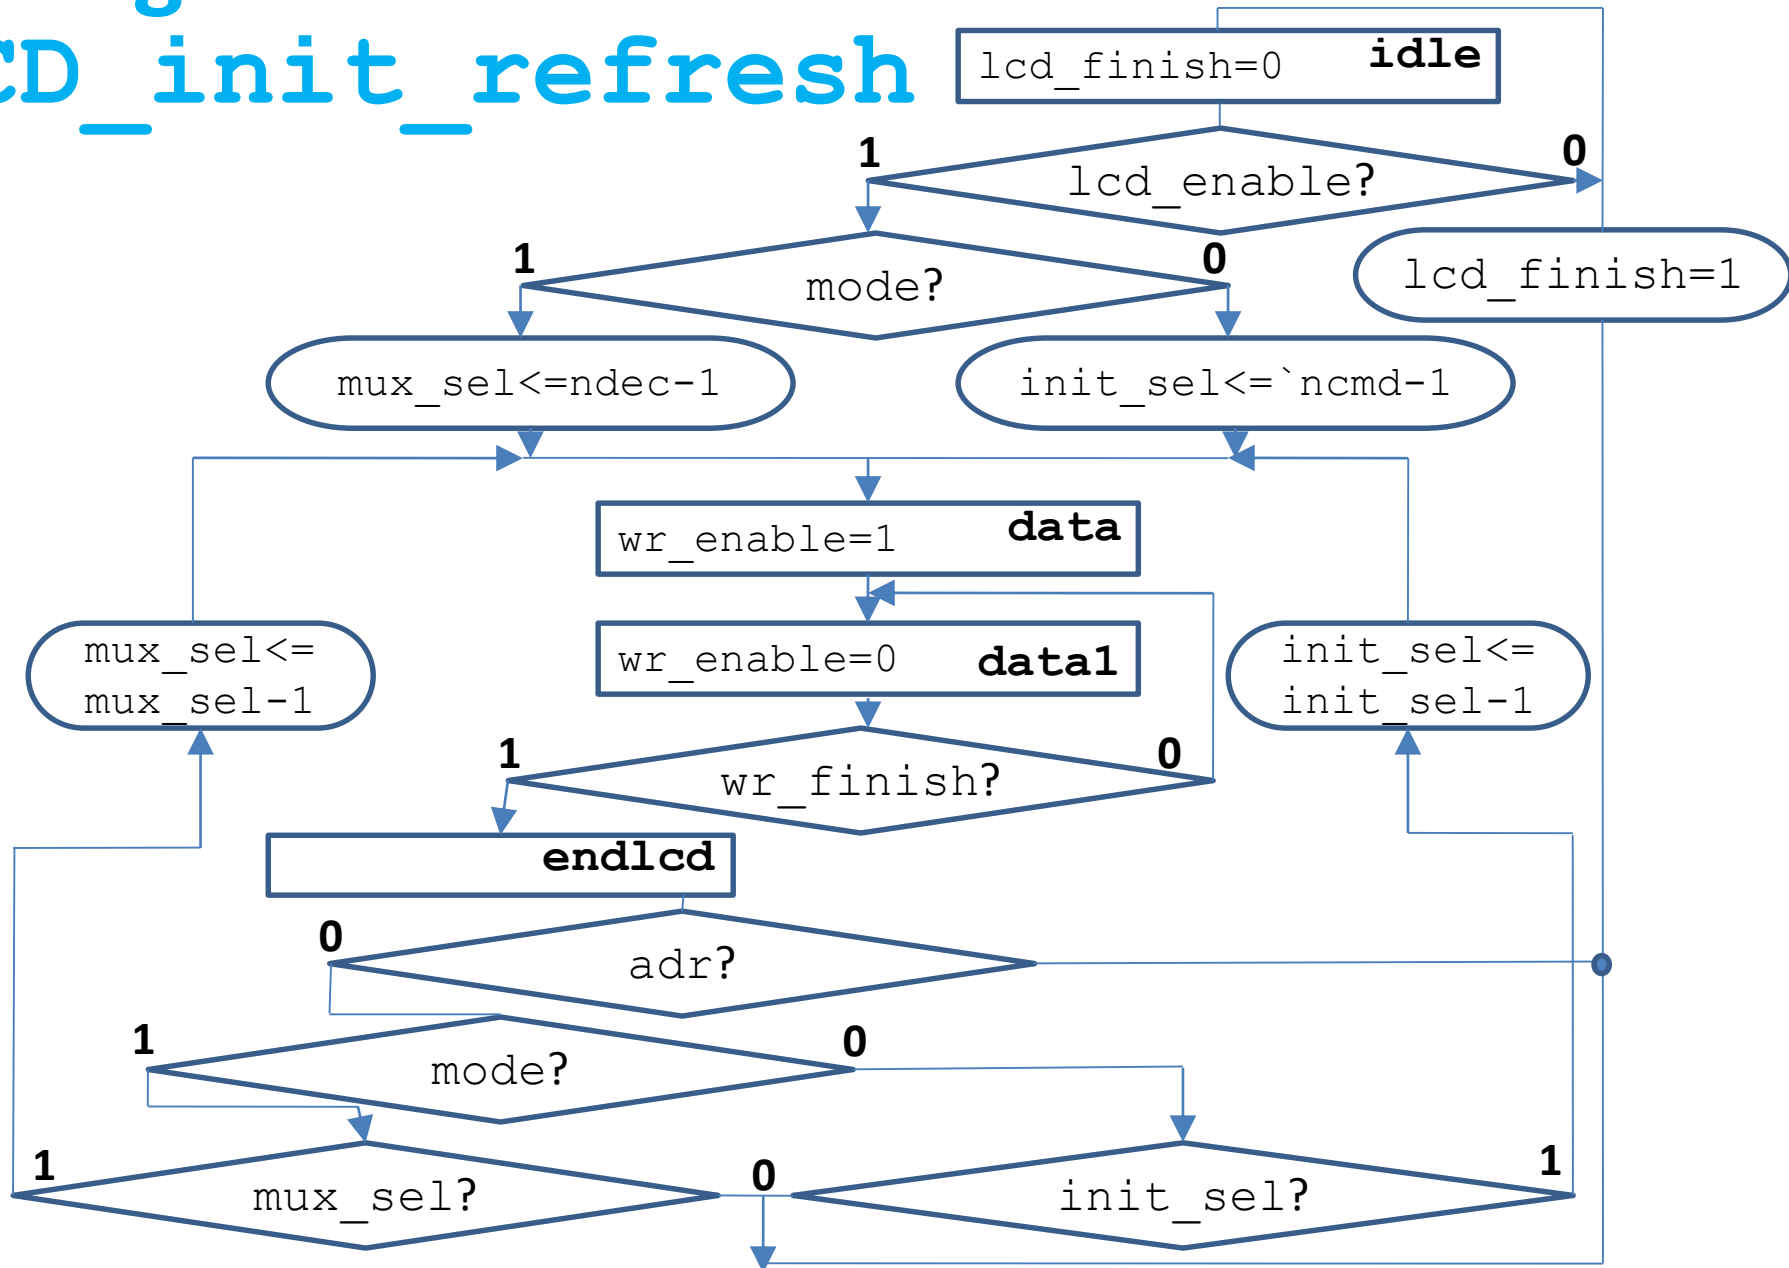 CD_init_refresh
lcd_finish=0 idle
1
lcd_enable?
0
1
mode?
0
lcd_finish=1
mux_sel<=ndec-1
init_sel<=`ncmd-1
wr_enable=1 data
mux_sel<=
mux_sel-1
wr_enable=0 data1
init_sel<=
init_sel-1
1
wr_finish?
0
endlcd
0
adr?
1
mode?
0
1
mux_sel?
0
init_sel?
1